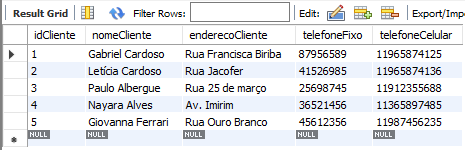 Result Grid Filter Rows: Edit: Export/Imp
idCliente nomeCliente enderecoCliente telefoneFixo telefoneCelular
1 Gabriel Cardoso Rua Francisca Biriba 87956589 11965874125
2 Letícia Cardoso Rua Jacofer 41526985 11965874136
3 Paulo Albergue Rua 25 de março 25698745 11912355688
4 Nayara Alves Av. Imirim 36521456 11365897485
5 Giovanna Ferrari Rua Ouro Branco 45612356 11987456235
NULL NULL NULL NULL NULL